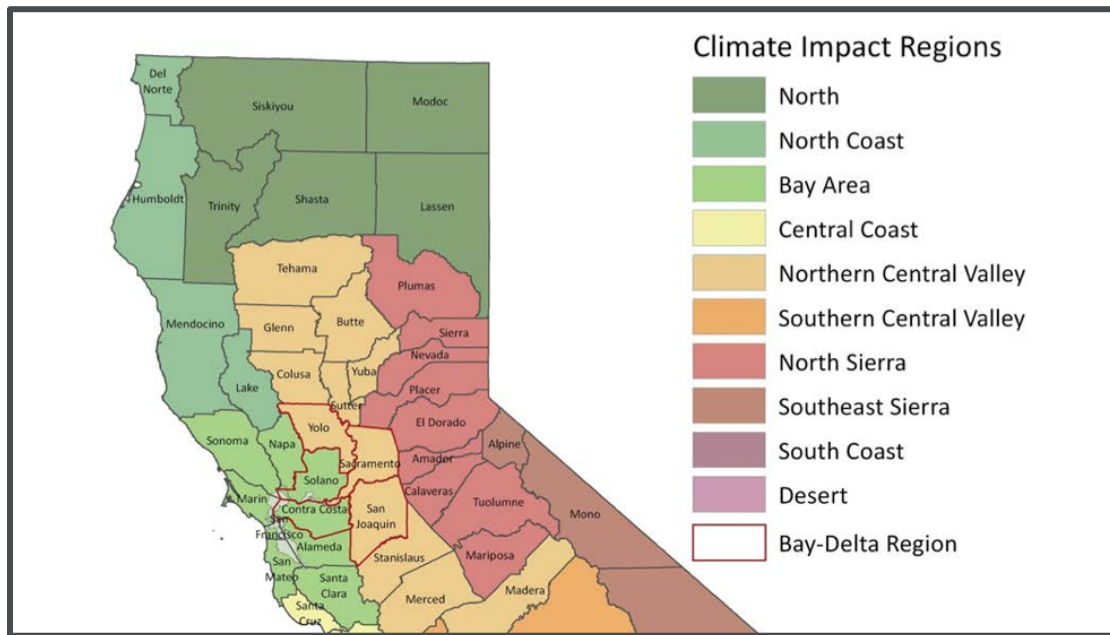 Climate Impact Regions
North
North Coast
Bay Area
Central Coast
Northern Central Valley
Southern Central Valley
North Sierra
Southeast Sierra
South Coast
Desert
Bay-Delta Region
Del
Norte
Siskiyou
Modoc
Humboldt
Trinity
Shasta
Lassen
Tehama
Plumas
Mendocino
Glenn
Butte
Sierra
Nevada
Lake
Colusa
Yuba
Placer
Sutter
El Dorado
Sonoma
Napa
Yolo
Sacramento
Alpine
Amador
Solano
Marin
Calaveras
Contra Costa
San
Joaquin
Tuolumne
Mono
San
Francisco
Alameda
Stanislaus
Mariposa
San
Mateo
Santa
Clara
Merced
Madera
Santa
Cruz